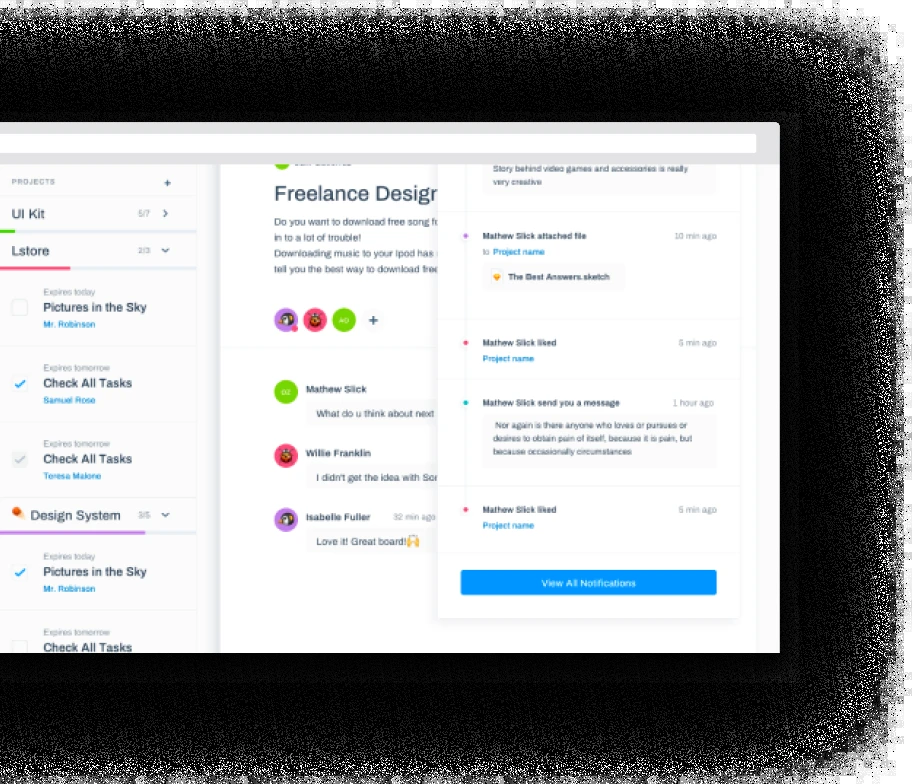 PROJECTS +
UI Kit 5/7
Lstore 2/3
Expires today
Pictures in the Sky
Mr. Robinson
Expires tomorrow
Check All Tasks
Samuel Rose
Expires tomorrow
Check All Tasks
Teresa Malone
Design System 3/5
Expires today
Pictures in the Sky
Mr. Robinson
Expires tomorrow
Check All Tasks
Freelance Design
Do you want to download free song
in to a lot of trouble!
Downloading music to your Ipod has
tell you the best way to download free
+
Mathew Slick
What do u think about next
Willie Franklin
I didn't get the idea with
Isabelle Fuller 32 min ago
Love it! Great board!🙌
Story behind video games and accessories is really
very creative
Mathew Slick attached file 10 min ago
to Project name
The Best Answers.sketch
Mathew Slick liked 5 min ago
Project name
Mathew Slick send you a message 1 hour ago
Nor again is there anyone who loves or pursues or
desires to obtain pain of itself, because it is pain, but
because occasionally circumstances
Mathew Slick liked 5 min ago
Project name
View All Notifications